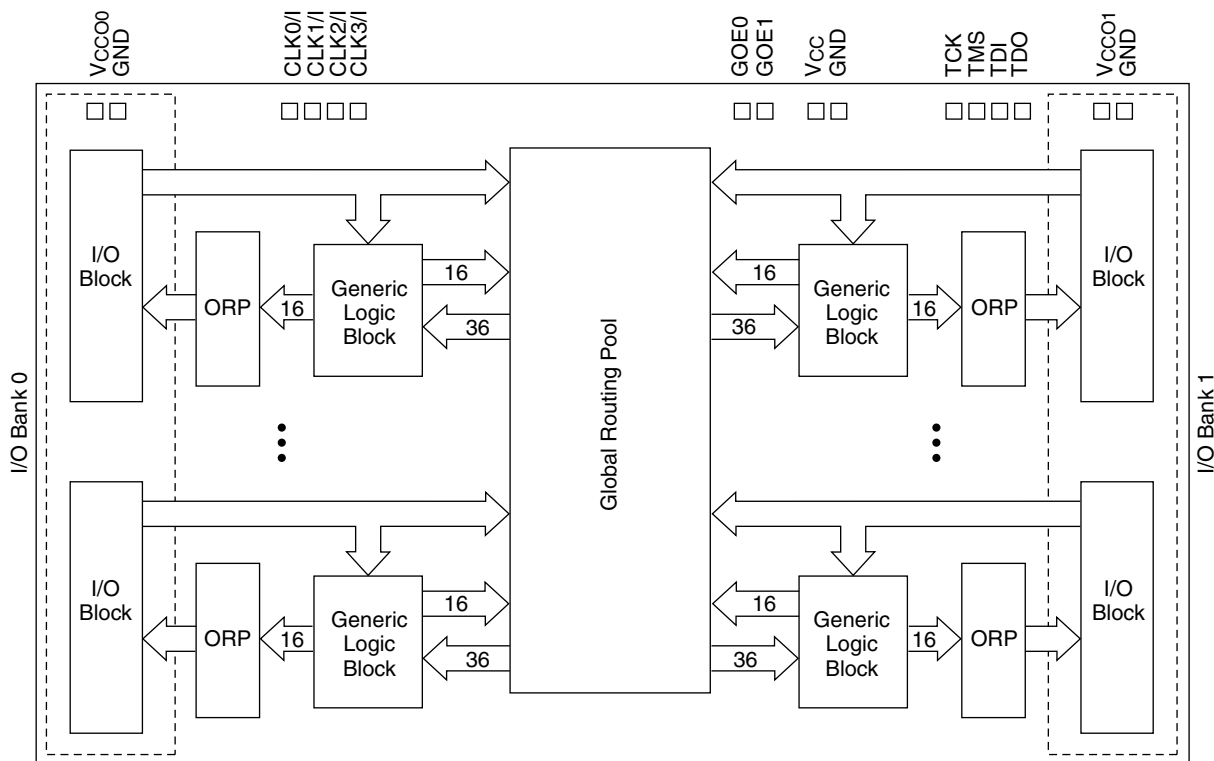 VCCO0
GND
CLK0/I
CLK1/I
CLK2/I
CLK3/I
GOE0
GOE1
VCC
GND
TCK
TMS
TDI
TDO
VCCO1
GND
I/O Bank 0
I/O
Block
ORP
16
Generic
Logic
Block
16
36
Global Routing Pool
16
36
Generic
Logic
Block
16
ORP
I/O
Block
I/O Bank 1
I/O
Block
ORP
16
Generic
Logic
Block
16
36
16
36
Generic
Logic
Block
16
ORP
I/O
Block